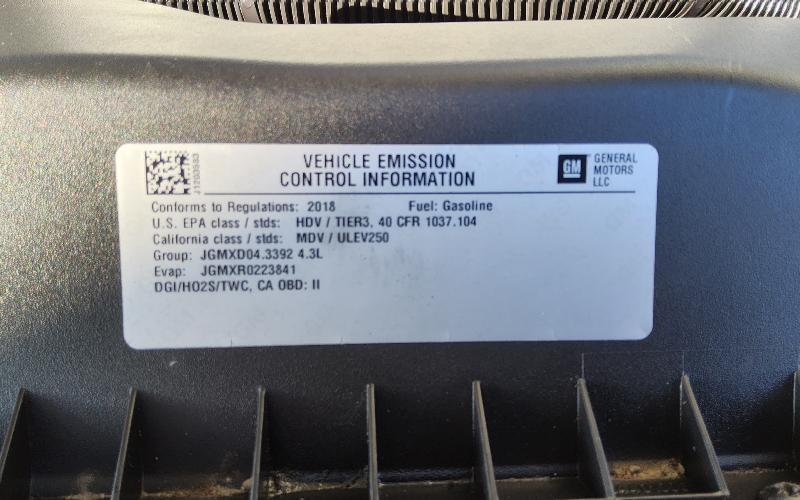 VEHICLE EMISSION
CONTROL INFORMATION
GM
GENERAL
MOTORS
LLC
Conforms to Regulations: 2018 Fuel: Gasoline
U.S. EPA class / stds: HDV / TIER3, 40 CFR 1037.104
California class / stds: MDV / ULEV250
Group: JGMXD04.3392 4.3L
Evap: JGMXR0223841
DGI/HO2S/TWC, CA OBD: II